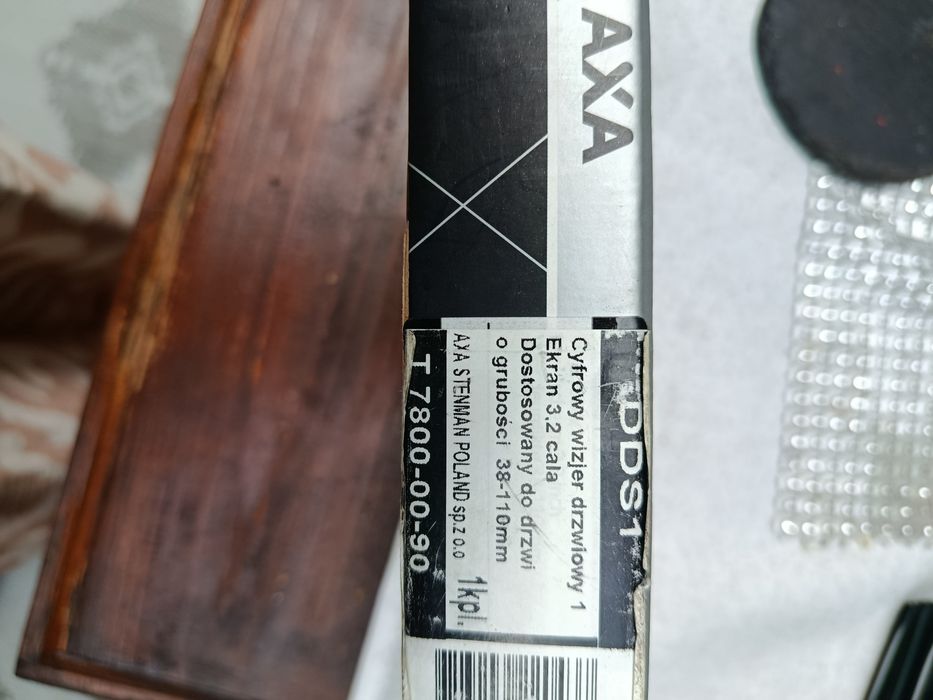 AXA
DDS1
Cyfrowy wizjer drzwiowy 1
Ekran 3.2 cala
Dostosowany do drzwi
o grubości 38-110mm
AXA STENMAN POLAND sp.z o.o
1kpl.
T 7800-00-90